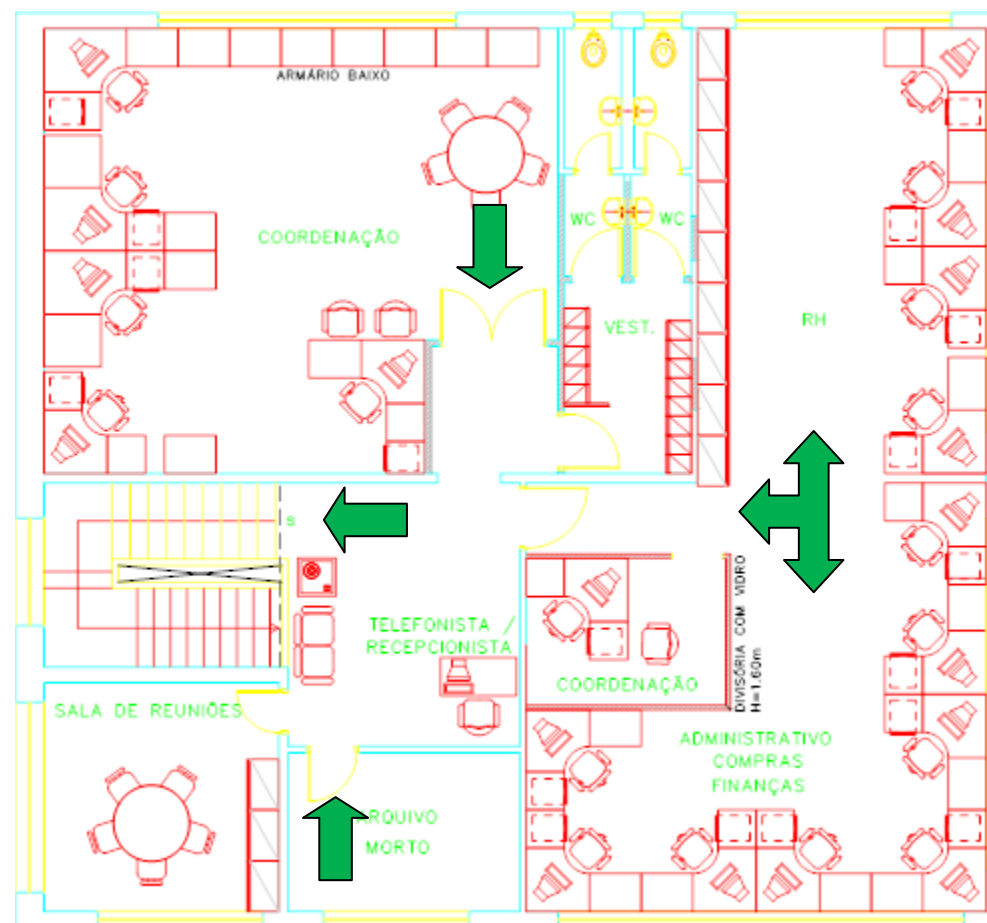 ARMÁRIO BAIXO
COORDENAÇÃO
WC
WC
VEST.
RH
S
TELEFONISTA /
RECEPCIONISTA
SALA DE REUNIÕES
COORDENAÇÃO
DIVISÓRIA COM VIDRO
H=1.60m
ADMINISTRATIVO
COMPRAS
FINANÇAS
RQUIVO
MORTO